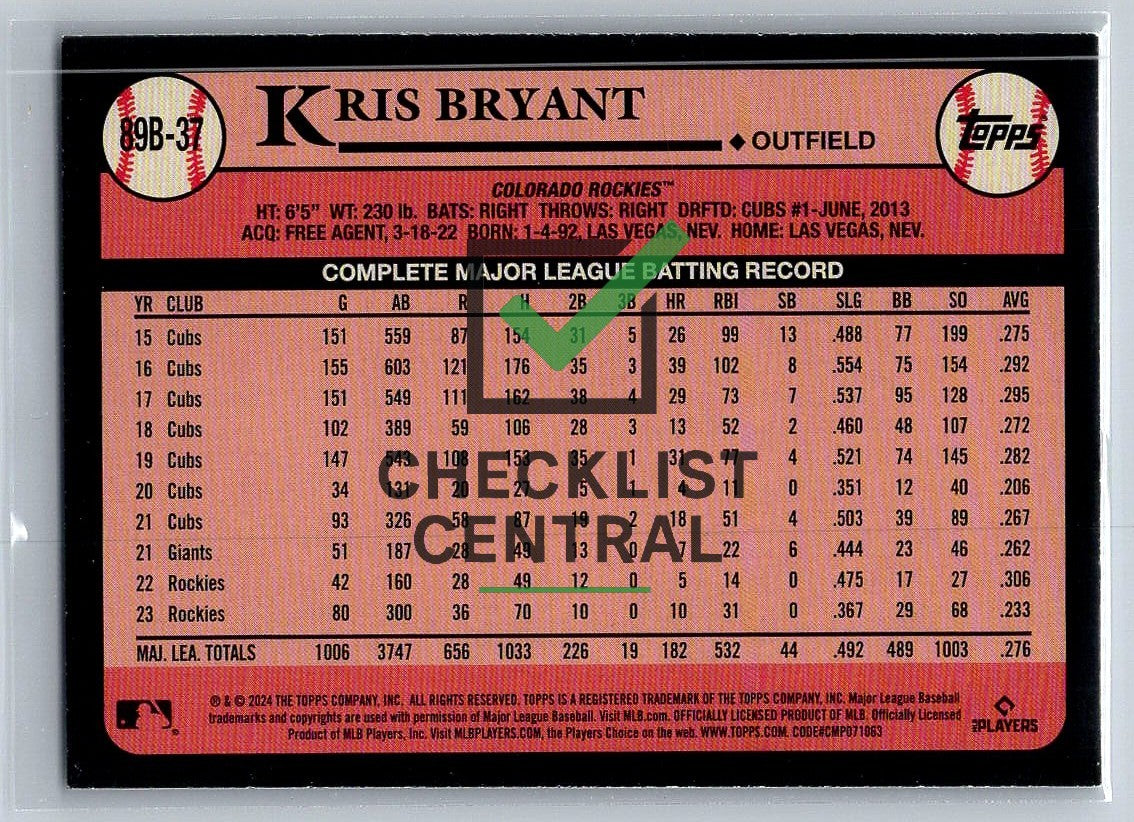 89B-37
KRIS BRYANT
◆ OUTFIELD
topps
COLORADO ROCKIES™
HT: 6'5" WT: 230 lb. BATS: RIGHT THROWS: RIGHT DRFTD: CUBS #1-JUNE, 2013
ACQ: FREE AGENT, 3-18-22 BORN: 1-4-92, LAS VEGAS, NEV. HOME: LAS VEGAS, NEV.
COMPLETE MAJOR LEAGUE BATTING RECORD
YR CLUB G AB R H 2B 3B HR RBI SB SLG BB SO AVG
15 Cubs 151 559 87 154 31 5 26 99 13 .488 77 199 .275
16 Cubs 155 603 121 176 35 3 39 102 8 .554 75 154 .292
17 Cubs 151 549 111 162 38 4 29 73 7 .537 95 128 .295
18 Cubs 102 389 59 106 28 3 13 52 2 .460 48 107 .272
19 Cubs 147 543 108 153 35 1 31 77 4 .521 74 145 .282
20 Cubs 34 131 20 27 5 1 4 11 0 .351 12 40 .206
21 Cubs 93 326 58 87 19 2 18 51 4 .503 39 89 .267
21 Giants 51 187 28 49 13 0 7 22 6 .444 23 46 .262
22 Rockies 42 160 28 49 12 0 5 14 0 .475 17 27 .306
23 Rockies 80 300 36 70 10 0 10 31 0 .367 29 68 .233
MAJ. LEA. TOTALS 1006 3747 656 1033 226 19 182 532 44 .492 489 1003 .276
CHECKLIST
CENTRAL
® & © 2024 THE TOPPS COMPANY, INC. ALL RIGHTS RESERVED. TOPPS IS A REGISTERED TRADEMARK OF THE TOPPS COMPANY, INC. Major League Baseball
trademarks and copyrights are used with permission of Major League Baseball. Visit MLB.com. OFFICIALLY LICENSED PRODUCT OF MLB. Officially Licensed
Product of MLB Players, Inc. Visit MLBPLAYERS.COM, the Players Choice on the web. WWW.TOPPS.COM. CODE#CMP071063
MLB PLAYERS